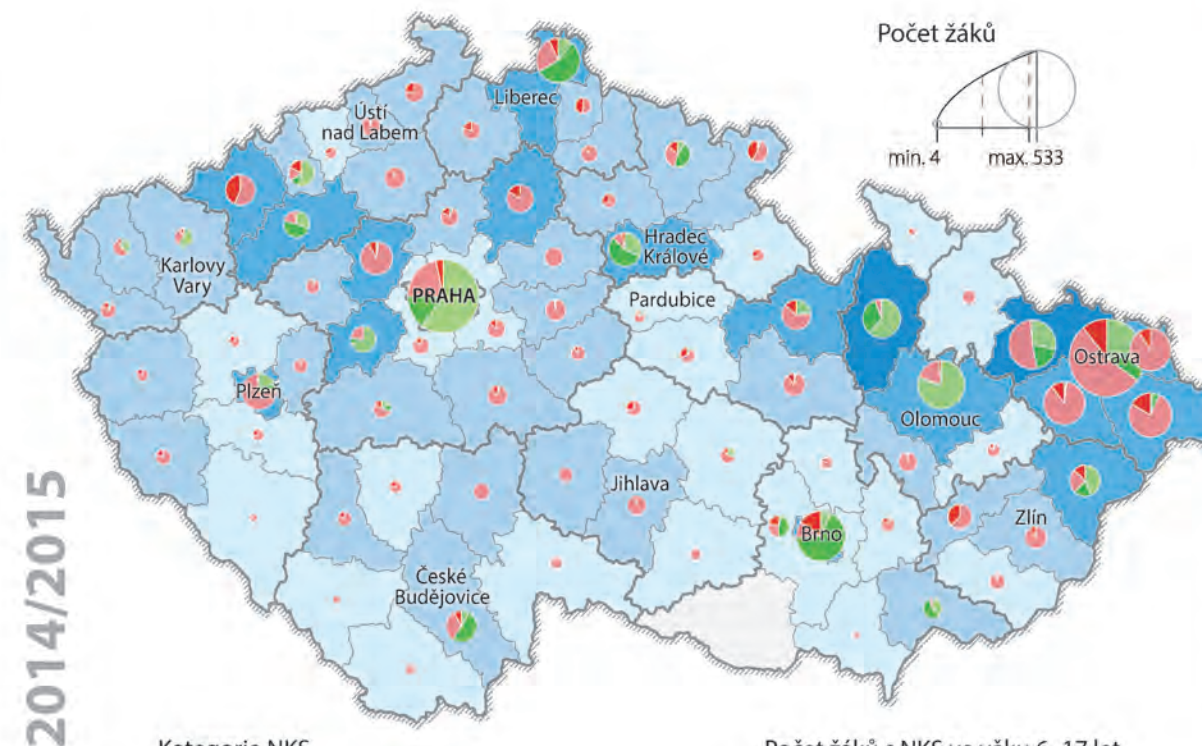 Počet žáků
min. 4
max. 533
Liberec
Ústí
nad Labem
Karlovy
Vary
PRAHA
Hradec
Králové
Pardubice
Plzeň
Ostrava
Olomouc
Jihlava
Zlín
Brno
České
Budějovice
2014/2015
Kategorie NKS
Počet žáků s NKS ve věku 6–17 let